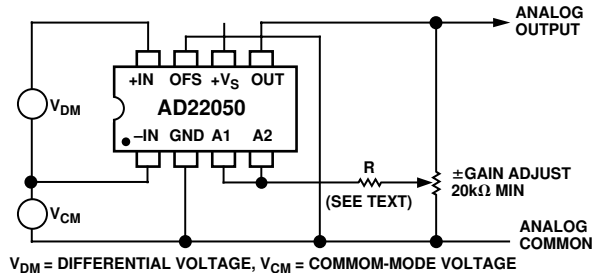 ANALOG
OUTPUT
+IN OFS +VS OUT
AD22050
–IN GND A1 A2
VDM
VCM
R
(SEE TEXT)
±GAIN ADJUST
20kΩ MIN
ANALOG
COMMON
VDM = DIFFERENTIAL VOLTAGE, VCM = COMMOM-MODE VOLTAGE